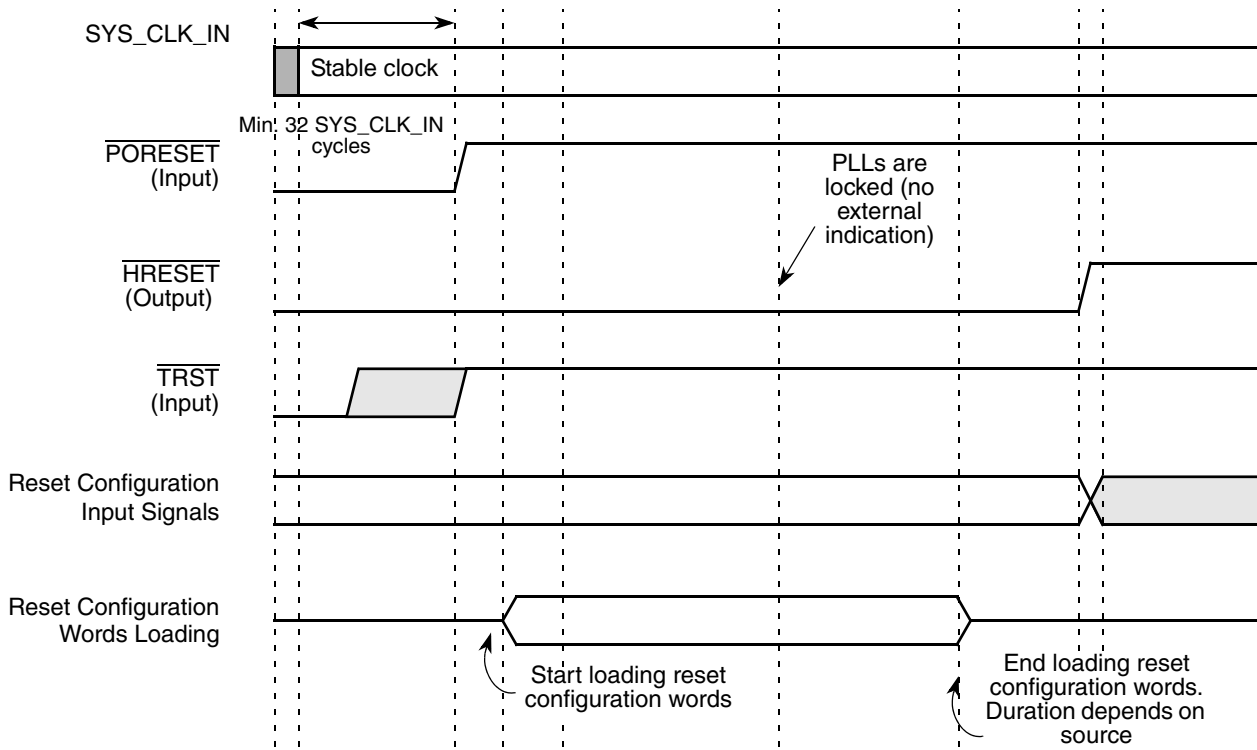 SYS_CLK_IN
Stable clock
Min. 32 SYS_CLK_IN
cycles
PORESET
(Input)
PLLs are
locked (no
external
indication)
HRESET
(Output)
TRST
(Input)
Reset Configuration
Input Signals
Reset Configuration
Words Loading
Start loading reset
configuration words
End loading reset
configuration words.
Duration depends on
source